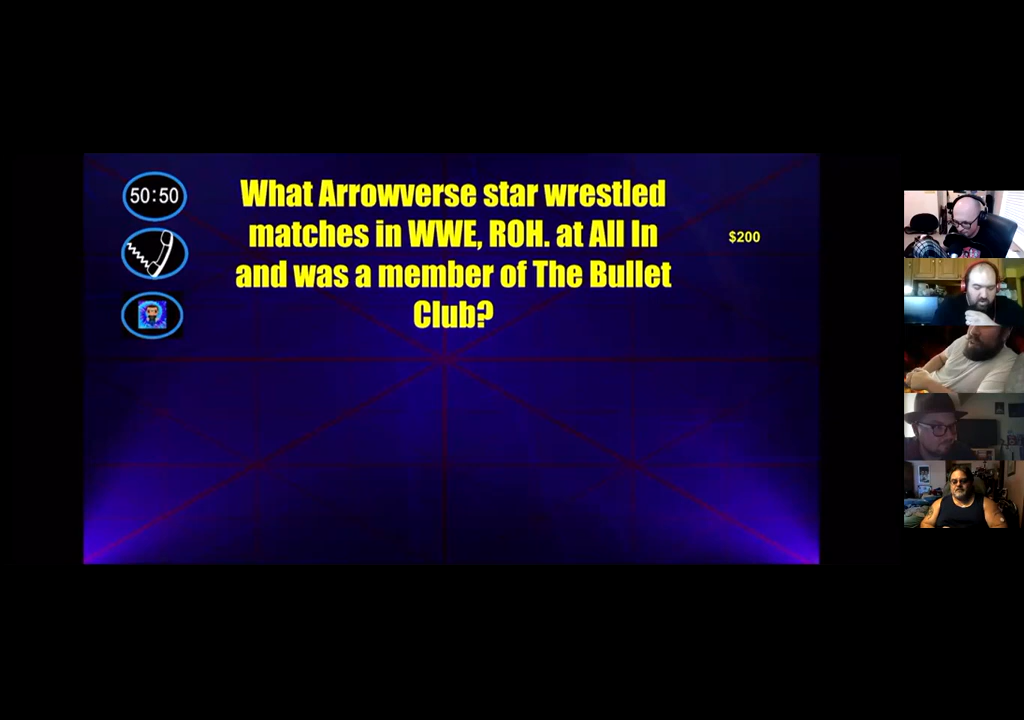 50:50
What Arrowverse star wrestled
matches in WWE, ROH. at All In
and was a member of The Bullet
Club?
$200